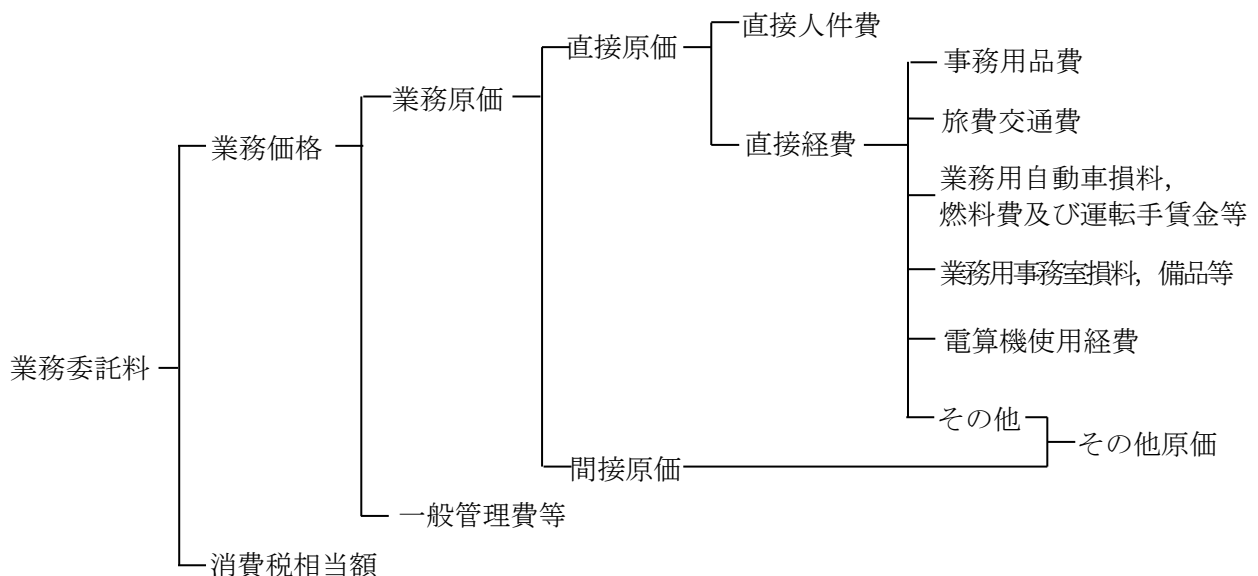 直接人件費
直接原価
事務用品費
業務原価
旅費交通費
業務価格
直接経費
業務用自動車損料,
燃料費及び運転手賃金等
業務用事務室損料, 備品等
電算機使用経費
業務委託料
その他
その他原価
間接原価
一般管理費等
消費税相当額